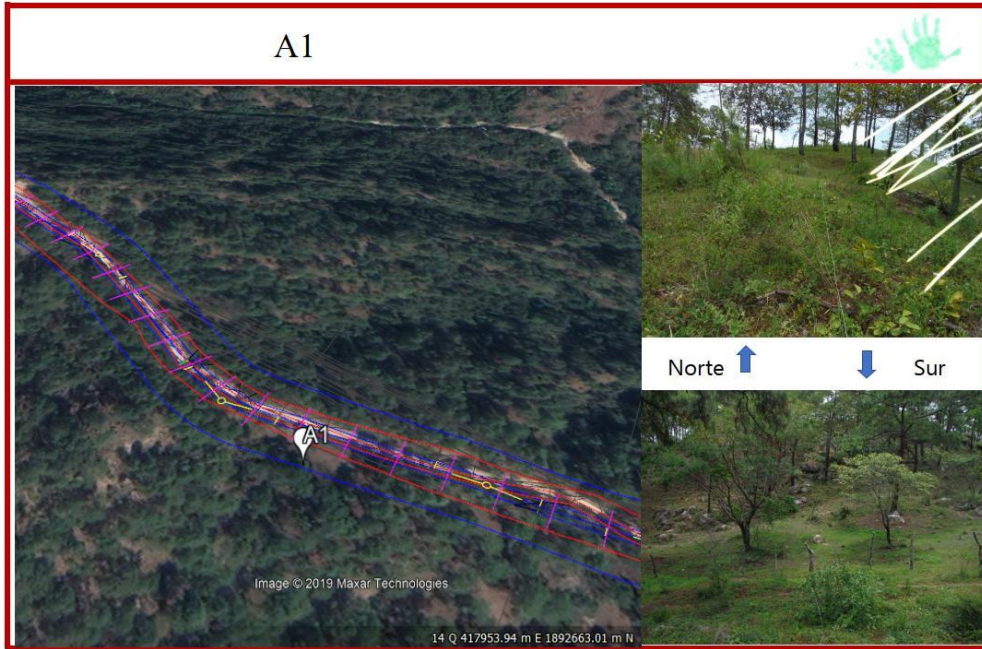 A1
A1
Norte
Sur
Image © 2019 Maxar Technologies
14 Q 417953.94 m E 1892663.01 m N